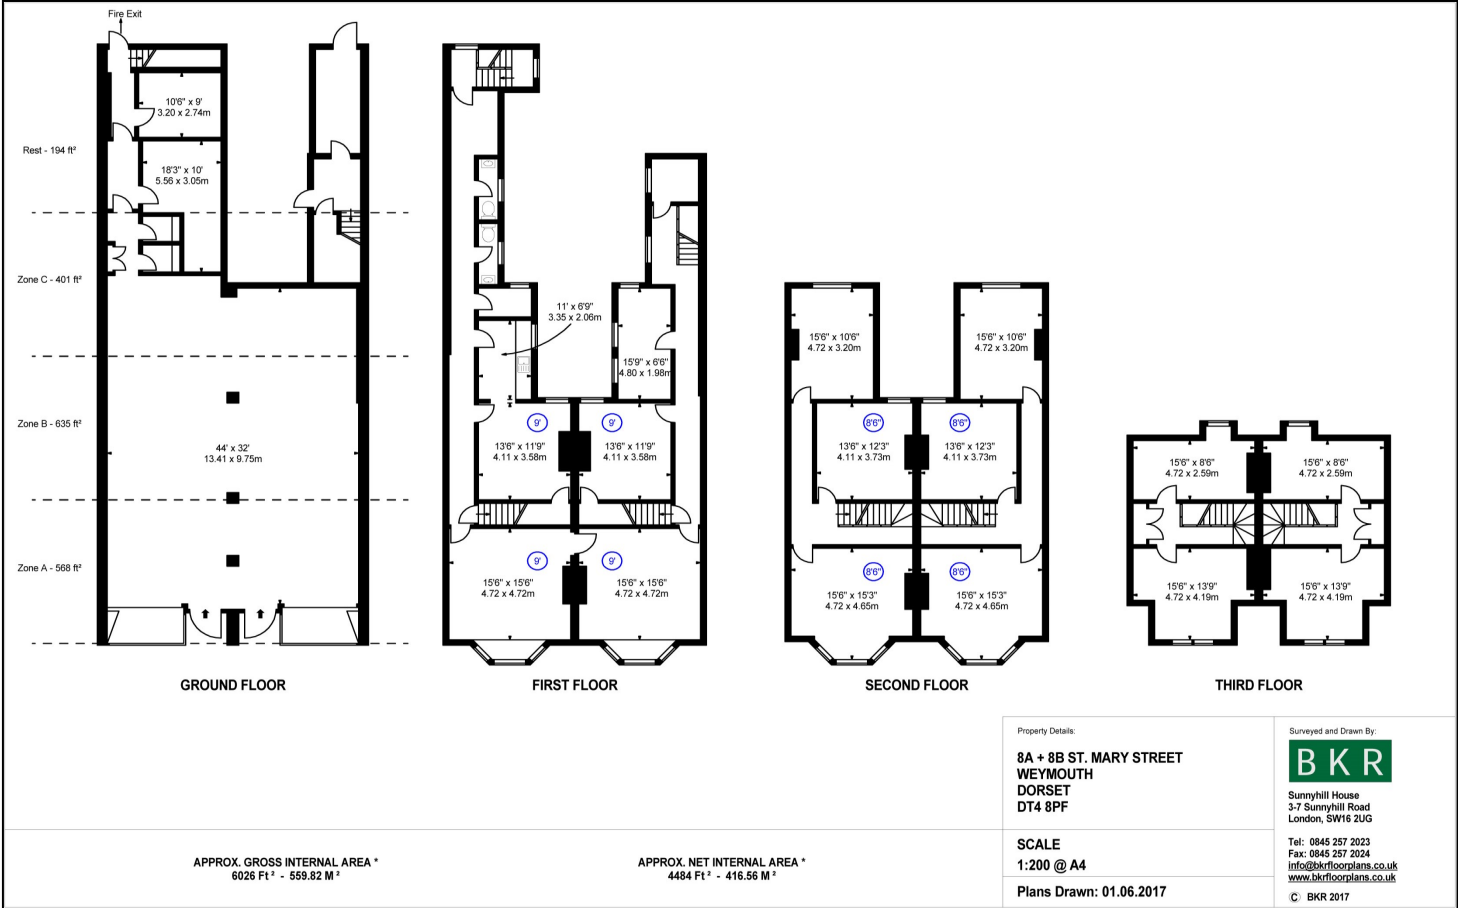 Fire Exit
10'6" x 9'
3.20 x 2.74m
Rest - 194 ft²
18'3" x 10'
5.56 x 3.05m
Zone C - 401 ft²
Zone B - 635 ft²
44' x 32'
13.41 x 9.75m
Zone A - 568 ft²
GROUND FLOOR
11' x 6'9"
3.35 x 2.06m
15'9" x 6'6"
4.80 x 1.98m
9'
9'
13'6" x 11'9"
4.11 x 3.58m
13'6" x 11'9"
4.11 x 3.58m
9'
9'
15'6" x 15'6"
4.72 x 4.72m
15'6" x 15'6"
4.72 x 4.72m
FIRST FLOOR
15'6" x 10'6"
4.72 x 3.20m
15'6" x 10'6"
4.72 x 3.20m
8'6"
8'6"
13'6" x 12'3"
4.11 x 3.73m
13'6" x 12'3"
4.11 x 3.73m
8'6"
8'6"
15'6" x 15'3"
4.72 x 4.65m
15'6" x 15'3"
4.72 x 4.65m
SECOND FLOOR
15'6" x 8'6"
4.72 x 2.59m
15'6" x 8'6"
4.72 x 2.59m
15'6" x 13'9"
4.72 x 4.19m
15'6" x 13'9"
4.72 x 4.19m
THIRD FLOOR
APPROX. GROSS INTERNAL AREA *
6026 Ft ² - 559.82 M ²
APPROX. NET INTERNAL AREA *
4484 Ft ² - 416.56 M ²
Property Details:
8A + 8B ST. MARY STREET
WEYMOUTH
DORSET
DT4 8PF
SCALE
1:200 @ A4
Plans Drawn: 01.06.2017
Surveyed and Drawn By:
BKR
Sunnyhill House
3-7 Sunnyhill Road
London, SW16 2UG
Tel: 0845 257 2023
Fax: 0845 257 2024
info@bkrfloorplans.co.uk
www.bkrfloorplans.co.uk
© BKR 2017